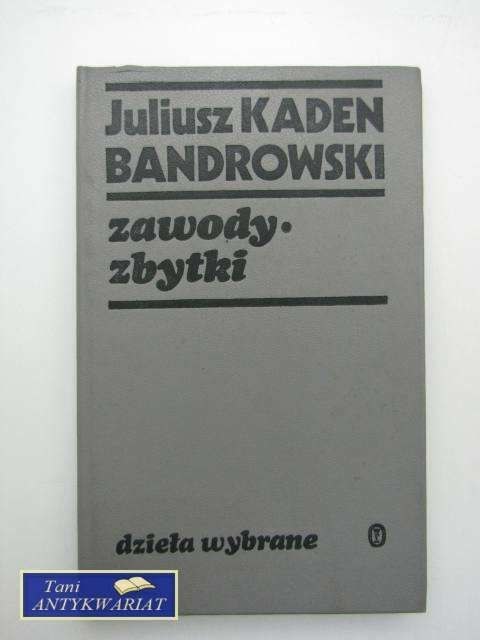 Juliusz KADEN
BANDROWSKI
zawody•
zbytki
dzieła wybrane
Tani
ANTYKWARIAT